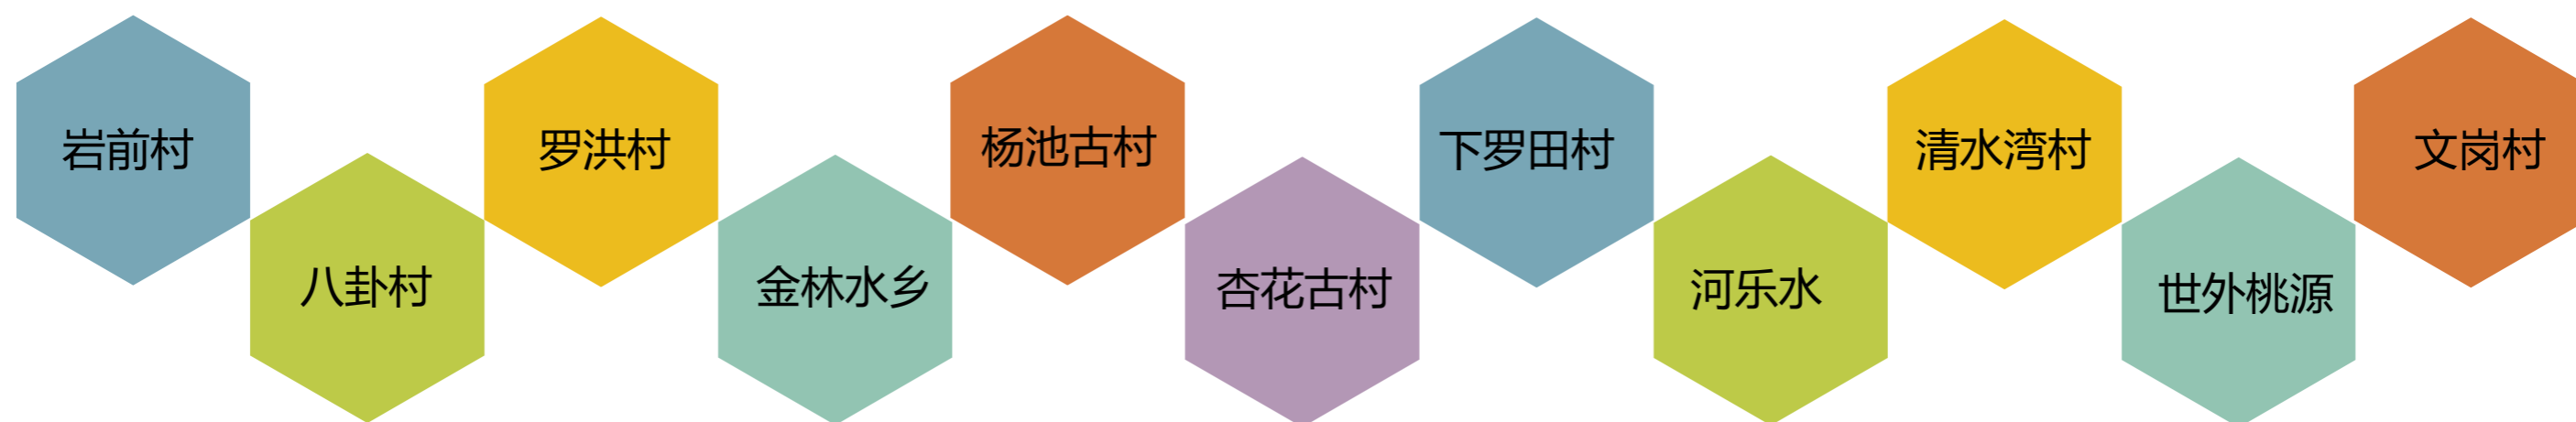 岩前村
八卦村
罗洪村
金林水乡
杨池古村
杏花古村
下罗田村
河乐水
清水湾村
世外桃源
文岗村